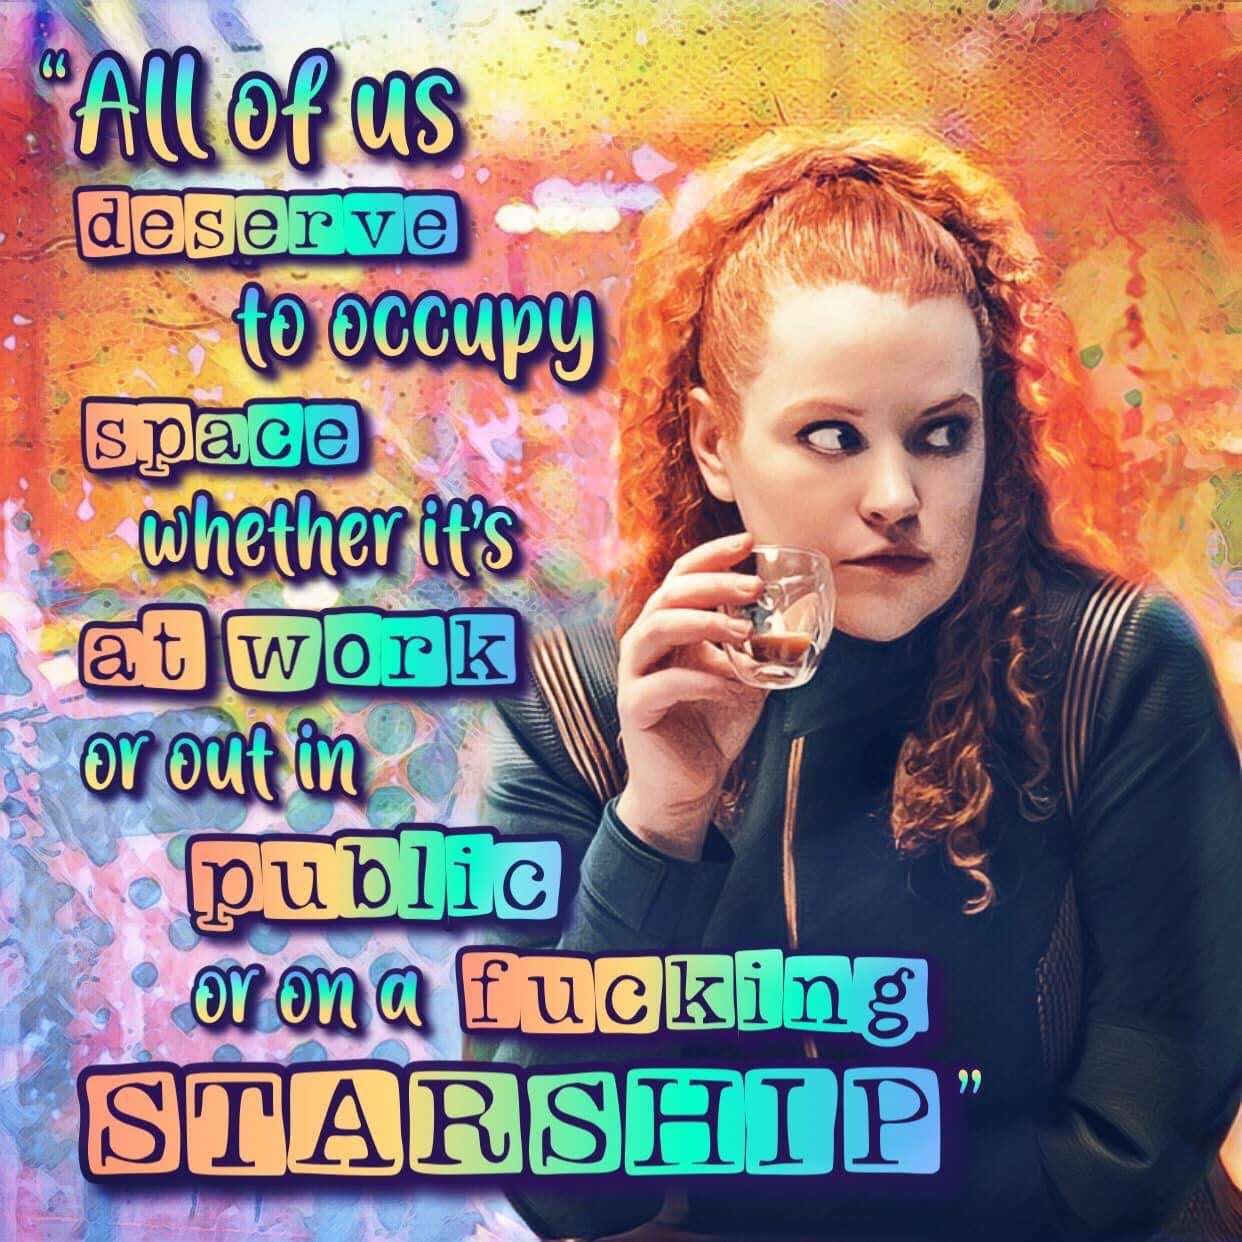 “All of us
deserve
to occupy
space
whether it's
at work
or out in
public
or on a fucking
STARSHIP”